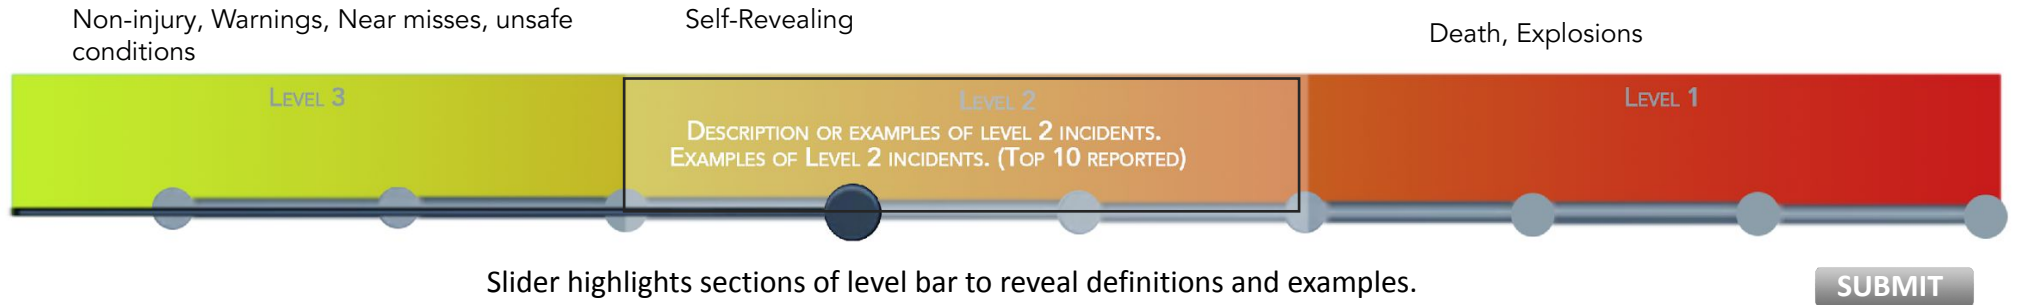 Non-injury, Warnings, Near misses, unsafe
conditions
Self-Revealing
Death, Explosions
LEVEL 3
LEVEL 2
LEVEL 1
DESCRIPTION OR EXAMPLES OF LEVEL 2 INCIDENTS.
EXAMPLES OF LEVEL 2 INCIDENTS. (TOP 10 REPORTED)
Slider highlights sections of level bar to reveal definitions and examples.
SUBMIT